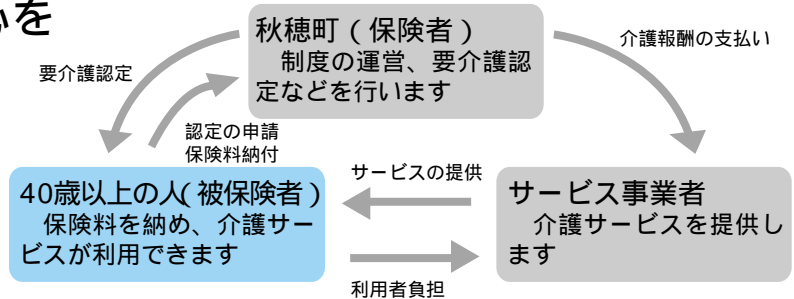 を
秋穂町（保険者）
制度の運営、要介護認
定などを行います
介護報酬の支払い
要介護認定
認定の申請
保険料納付
サービスの提供
40歳以上の人（被保険者）
保険料を納め、介護サー
ビスが利用できます
サービス事業者
介護サービスを提供し
ます
利用者負担